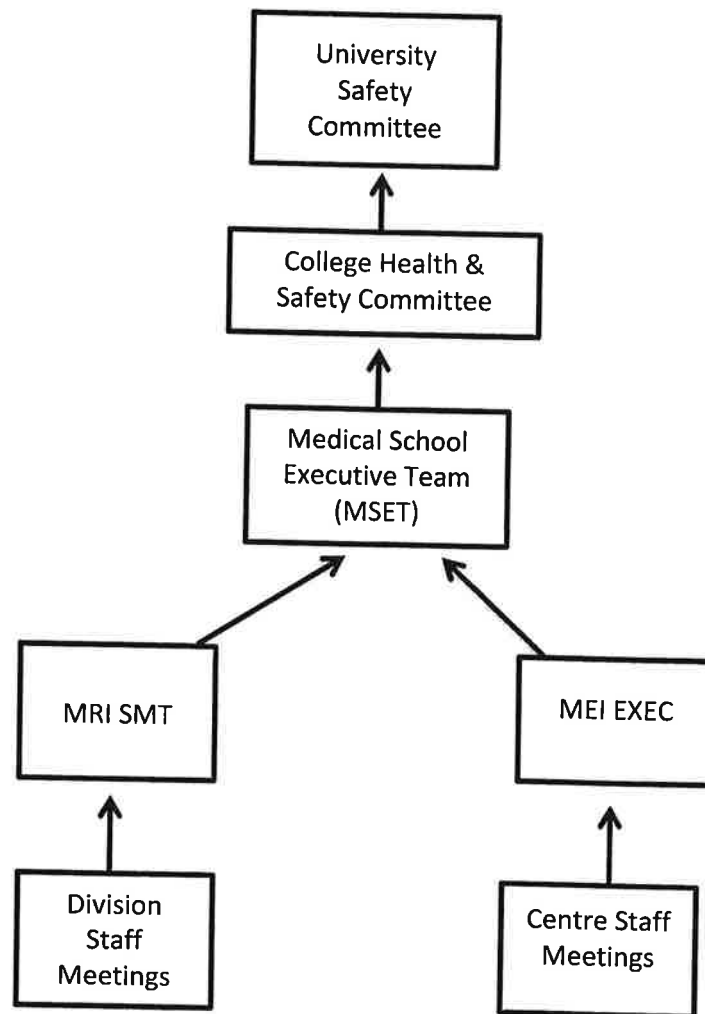 University
Safety
Committee
College Health &
Safety Committee
Medical School
Executive Team
(MSET)
MRI SMT
MEI EXEC
Division
Staff
Meetings
Centre Staff
Meetings